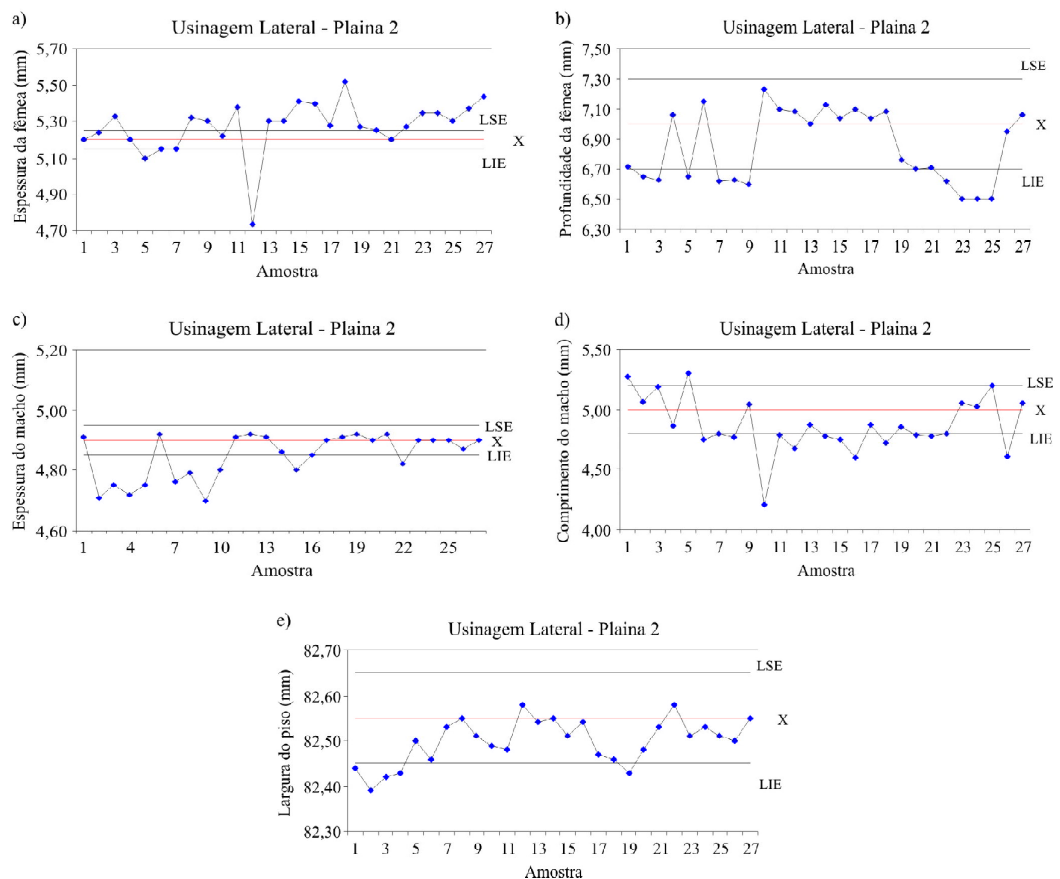 a)
Usinagem Lateral - Plaina 2
Espessura da fêmea (mm)
5,70
5,50
5,30
5,10
4,90
4,70
LSE
X
LIE
1 3 5 7 9 11 13 15 17 19 21 23 25 27
Amostra
b)
Usinagem Lateral - Plaina 2
Profundidade da fêmea (mm)
7,50
7,30
7,10
6,90
6,70
6,50
6,30
LSE
X
LIE
1 3 5 7 9 11 13 15 17 19 21 23 25 27
Amostra
c)
Usinagem Lateral - Plaina 2
Espessura do macho (mm)
5,20
5,00
4,80
4,60
LSE
X
LIE
1 4 7 10 13 16 19 22 25
Amostra
d)
Usinagem Lateral - Plaina 2
Comprimento do macho (mm)
5,50
5,00
4,50
4,00
LSE
X
LIE
1 3 5 7 9 11 13 15 17 19 21 23 25 27
Amostra
e)
Usinagem Lateral - Plaina 2
Largura do piso (mm)
82,70
82,60
82,50
82,40
82,30
LSE
X
LIE
1 3 5 7 9 11 13 15 17 19 21 23 25 27
Amostra